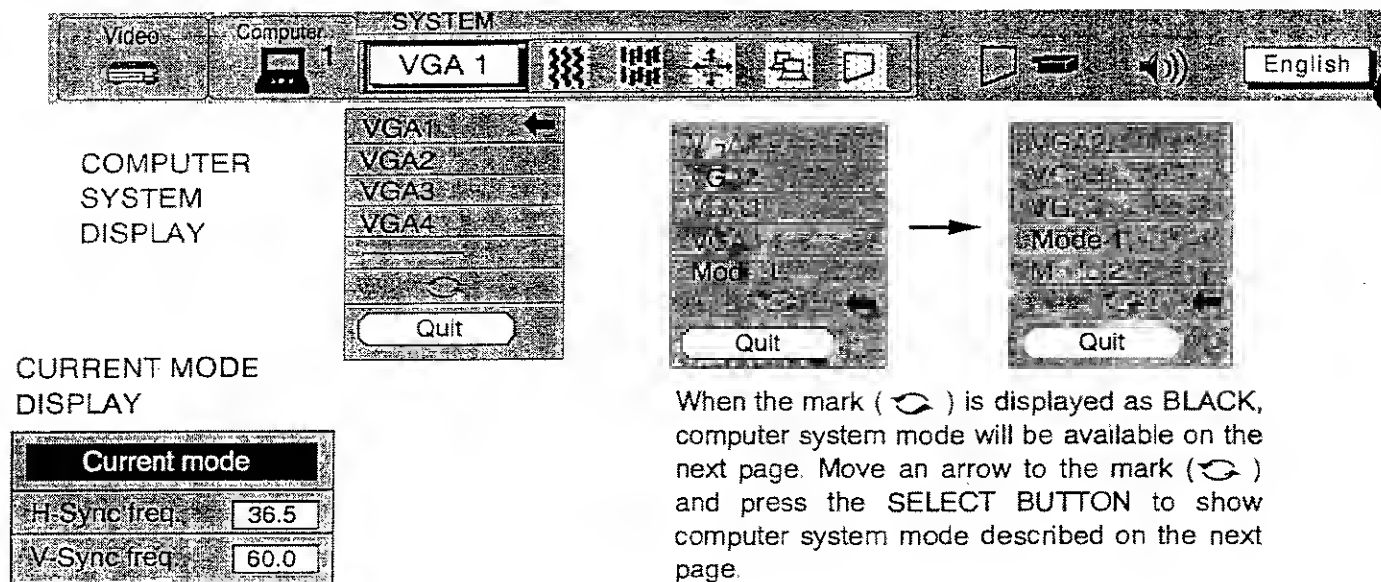 SYSTEM
Video
Computer
1
VGA 1
English
COMPUTER
SYSTEM
DISPLAY
VGA1
VGA2
VGA3
VGA4
Quit
Quit
VGA2
Mode-1
Quit
CURRENT MODE
DISPLAY
Current mode
H-Sync freq. 36.5
V-Sync freq. 60.0
When the mark ( ) is displayed as BLACK,
computer system mode will be available on the
next page. Move an arrow to the mark ( )
and press the SELECT BUTTON to show
computer system mode described on the next
page.